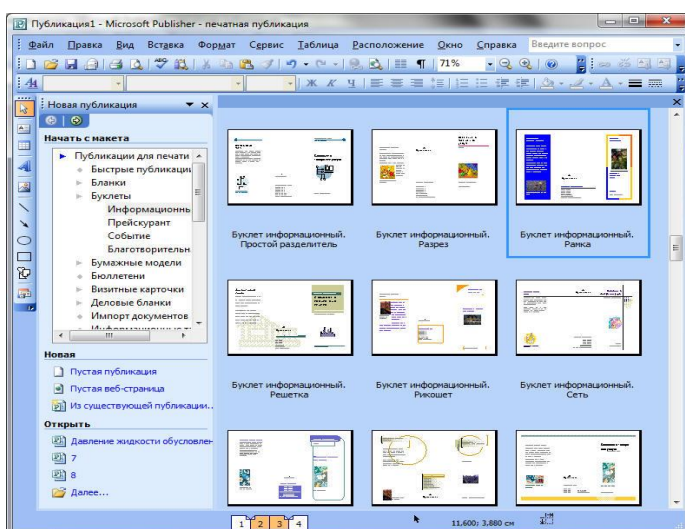 Публикация1 - Microsoft Publisher - печатная публикация
Файл Правка Вид Вставка Формат Сервис Таблица Расположение Окно Справка Введите вопрос
71%
Ж К Ч
Новая публикация
Начать с макета
Публикации для печати
Быстрые публикации
Бланки
Буклеты
Информационнь
Прейскурант
Событие
Благотворительн
Бумажные модели
Бюллетени
Визитные карточки
Деловые бланки
Импорт документов
Новая
Пустая публикация
Пустая веб-страница
Из существующей публикации...
Открыть
Давление жидкости обусловлен
7
8
Далее...
Буклет информационный. Простой разделитель
Буклет информационный. Разрез
Буклет информационный. Рамка
Буклет информационный. Решетка
Буклет информационный. Рикошет
Буклет информационный. Сеть
1 2 3 4
11,600; 3,880 см